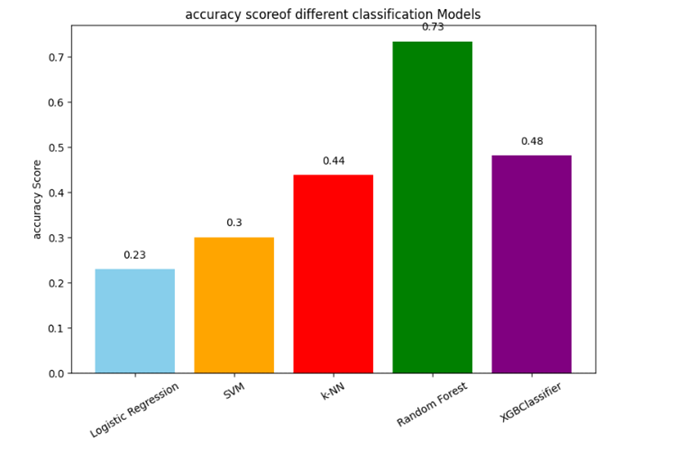 accuracy scoreof different classification Models
accuracy Score
0.7
0.6
0.5
0.4
0.3
0.2
0.1
0.0
0.23
0.3
0.44
0.73
0.48
Logistic Regression
SVM
k-NN
Random Forest
XGBClassifier